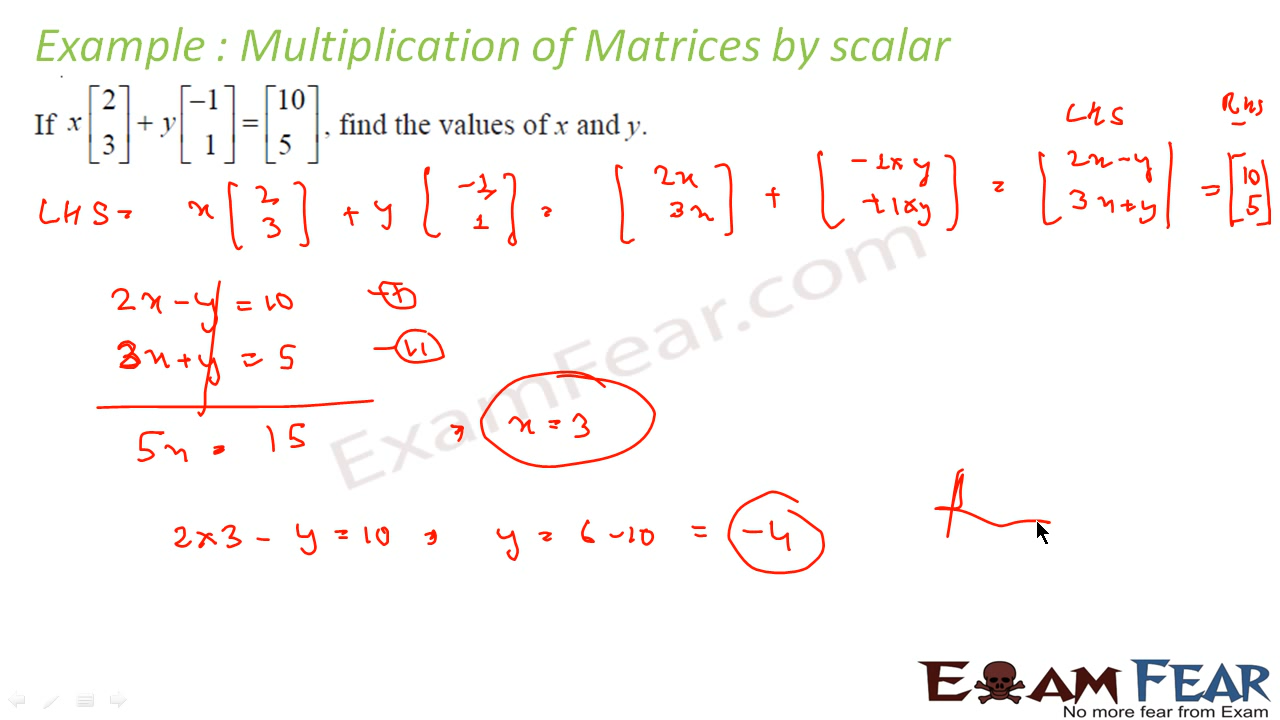 Example : Multiplication of Matrices by scalar
If x [2 3] + y [−1 1] = [10 5], find the values of x and y.
LHS RHS
LHS = x [2 3] + y [-1 1] = [2x 3x] + [-1×y +1×y] = [2x-y 3x+y] = [10 5]
2x - y = 10 - I
3x + y = 5 - II
5x = 15 ⇒ x = 3
2×3 - y = 10 ⇒ y = 6 - 10 = -4
ExamFear.com
EXAM FEAR
No more fear from Exam